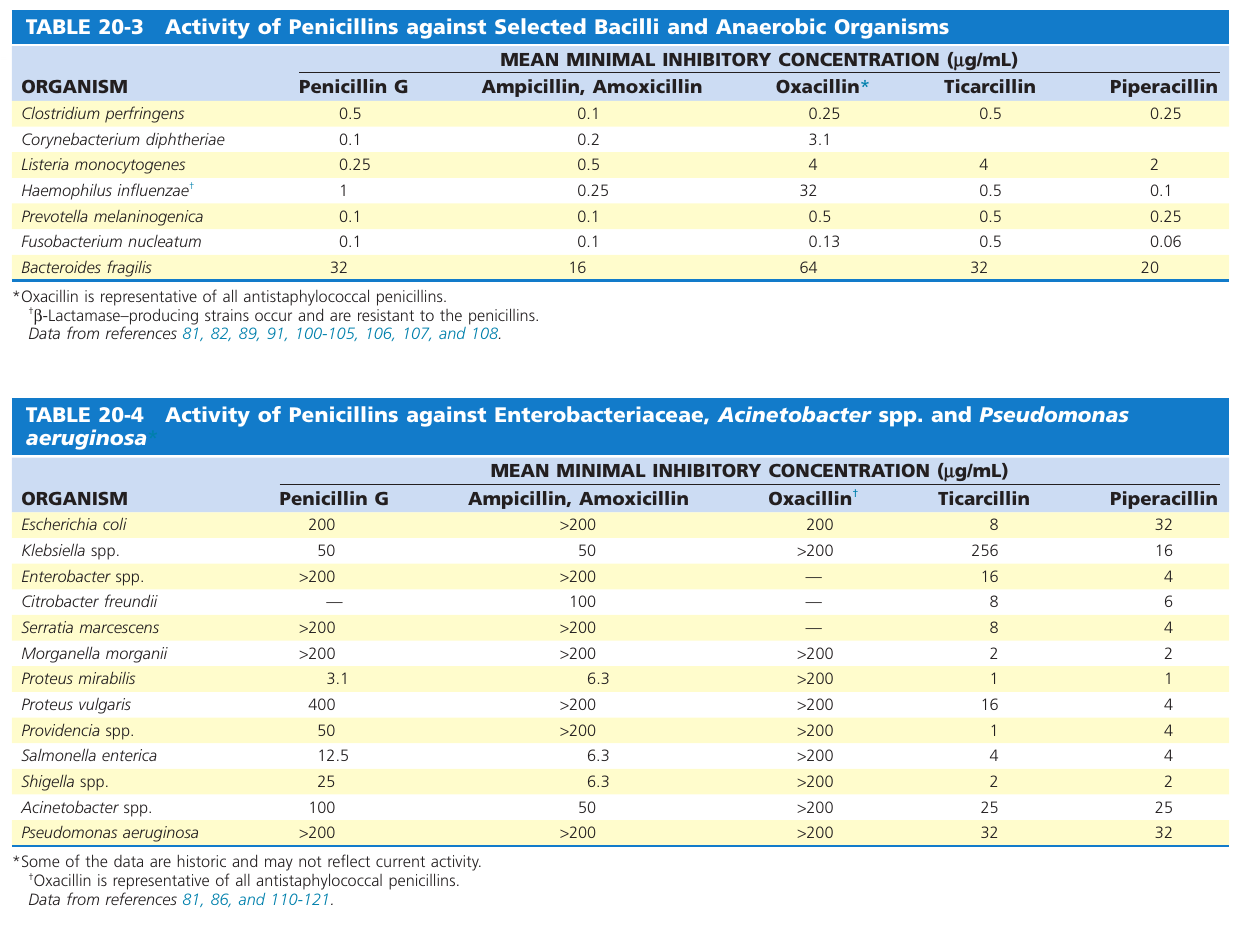 TABLE 20-3 Activity of Penicillins against Selected Bacilli and Anaerobic Organisms
MEAN MINIMAL INHIBITORY CONCENTRATION (μg/mL)
ORGANISM Penicillin G Ampicillin, Amoxicillin Oxacillin* Ticarcillin Piperacillin
Clostridium perfringens 0.5 0.1 0.25 0.5 0.25
Corynebacterium diphtheriae 0.1 0.2 3.1
Listeria monocytogenes 0.25 0.5 4 4 2
Haemophilus influenzae† 1 0.25 32 0.5 0.1
Prevotella melaninogenica 0.1 0.1 0.5 0.5 0.25
Fusobacterium nucleatum 0.1 0.1 0.13 0.5 0.06
Bacteroides fragilis 32 16 64 32 20
*Oxacillin is representative of all antistaphylococcal penicillins.
†β-Lactamase–producing strains occur and are resistant to the penicillins.
Data from references 81, 82, 89, 91, 100-105, 106, 107, and 108.
TABLE 20-4 Activity of Penicillins against Enterobacteriaceae, Acinetobacter spp. and Pseudomonas
aeruginosa*
MEAN MINIMAL INHIBITORY CONCENTRATION (μg/mL)
ORGANISM Penicillin G Ampicillin, Amoxicillin Oxacillin† Ticarcillin Piperacillin
Escherichia coli 200 >200 200 8 32
Klebsiella spp. 50 50 >200 256 16
Enterobacter spp. >200 >200 — 16 4
Citrobacter freundii — 100 — 8 6
Serratia marcescens >200 >200 — 8 4
Morganella morganii >200 >200 >200 2 2
Proteus mirabilis 3.1 6.3 >200 1 1
Proteus vulgaris 400 >200 >200 16 4
Providencia spp. 50 >200 >200 1 4
Salmonella enterica 12.5 6.3 >200 4 4
Shigella spp. 25 6.3 >200 2 2
Acinetobacter spp. 100 50 >200 25 25
Pseudomonas aeruginosa >200 >200 >200 32 32
*Some of the data are historic and may not reflect current activity.
†Oxacillin is representative of all antistaphylococcal penicillins.
Data from references 81, 86, and 110-121.